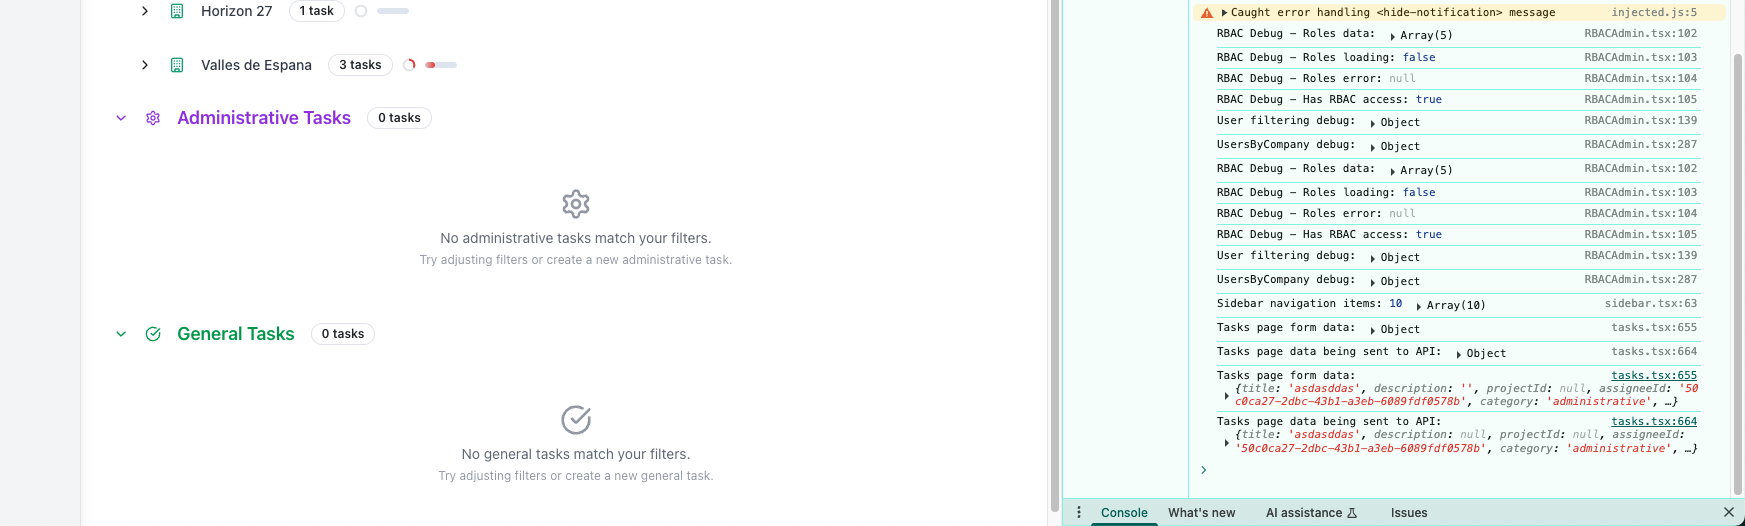 Horizon 27 1 task
Valles de Espana 3 tasks
Administrative Tasks 0 tasks
No administrative tasks match your filters.
Try adjusting filters or create a new administrative task.
General Tasks 0 tasks
No general tasks match your filters.
Try adjusting filters or create a new general task.
Caught error handling <hide-notification> message injected.js:5
RBAC Debug - Roles data: Array(5) RBACAdmin.tsx:102
RBAC Debug - Roles loading: false RBACAdmin.tsx:103
RBAC Debug - Roles error: null RBACAdmin.tsx:104
RBAC Debug - Has RBAC access: true RBACAdmin.tsx:105
User filtering debug: Object RBACAdmin.tsx:139
UsersByCompany debug: Object RBACAdmin.tsx:287
RBAC Debug - Roles data: Array(5) RBACAdmin.tsx:102
RBAC Debug - Roles loading: false RBACAdmin.tsx:103
RBAC Debug - Roles error: null RBACAdmin.tsx:104
RBAC Debug - Has RBAC access: true RBACAdmin.tsx:105
User filtering debug: Object RBACAdmin.tsx:139
UsersByCompany debug: Object RBACAdmin.tsx:287
Sidebar navigation items: 10 Array(10) sidebar.tsx:63
Tasks page form data: Object tasks.tsx:655
Tasks page data being sent to API: Object tasks.tsx:664
Tasks page form data: tasks.tsx:655
{title: 'asdasddas', description: '', projectId: null, assigneeId: '50
c0ca27-2dbc-43b1-a3eb-6089fdf0578b', category: 'administrative', …}
Tasks page data being sent to API: tasks.tsx:664
{title: 'asdasddas', description: null, projectId: null, assigneeId:
'50c0ca27-2dbc-43b1-a3eb-6089fdf0578b', category: 'administrative', …}
Console What's new AI assistance Issues